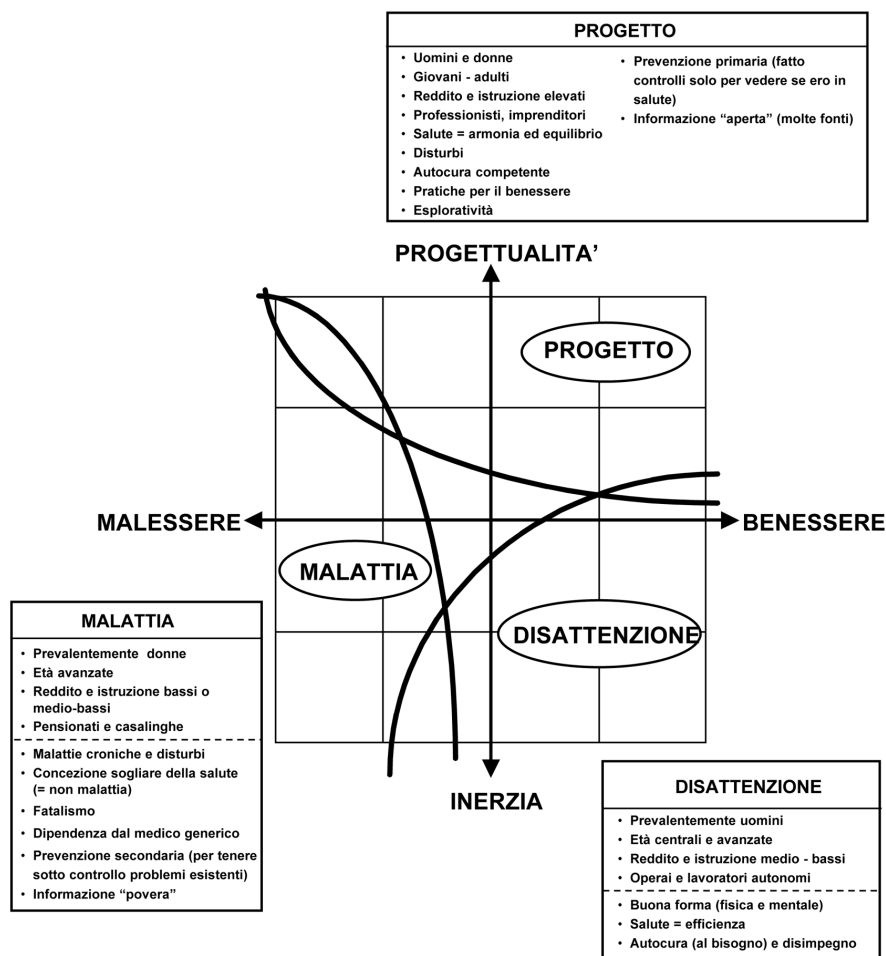 PROGETTO
• Uomini e donne
• Giovani - adulti
• Reddito e istruzione elevati
• Professionisti, imprenditori
• Salute = armonia ed equilibrio
• Disturbi
• Autocura competente
• Pratiche per il benessere
• Esploratività
• Prevenzione primaria (fatto
controlli solo per vedere se ero in
salute)
• Informazione “aperta” (molte fonti)
PROGETTUALITA’
PROGETTO
MALESSERE
BENESSERE
MALATTIA
DISATTENZIONE
INERZIA
MALATTIA
• Prevalentemente donne
• Età avanzate
• Reddito e istruzione bassi o
medio-bassi
• Pensionati e casalinghe
• Malattie croniche e disturbi
• Concezione sogliare della salute
(= non malattia)
• Fatalismo
• Dipendenza dal medico generico
• Prevenzione secondaria (per tenere
sotto controllo problemi esistenti)
• Informazione “povera”
DISATTENZIONE
• Prevalentemente uomini
• Età centrali e avanzate
• Reddito e istruzione medio - bassi
• Operai e lavoratori autonomi
• Buona forma (fisica e mentale)
• Salute = efficienza
• Autocura (al bisogno) e disimpegno